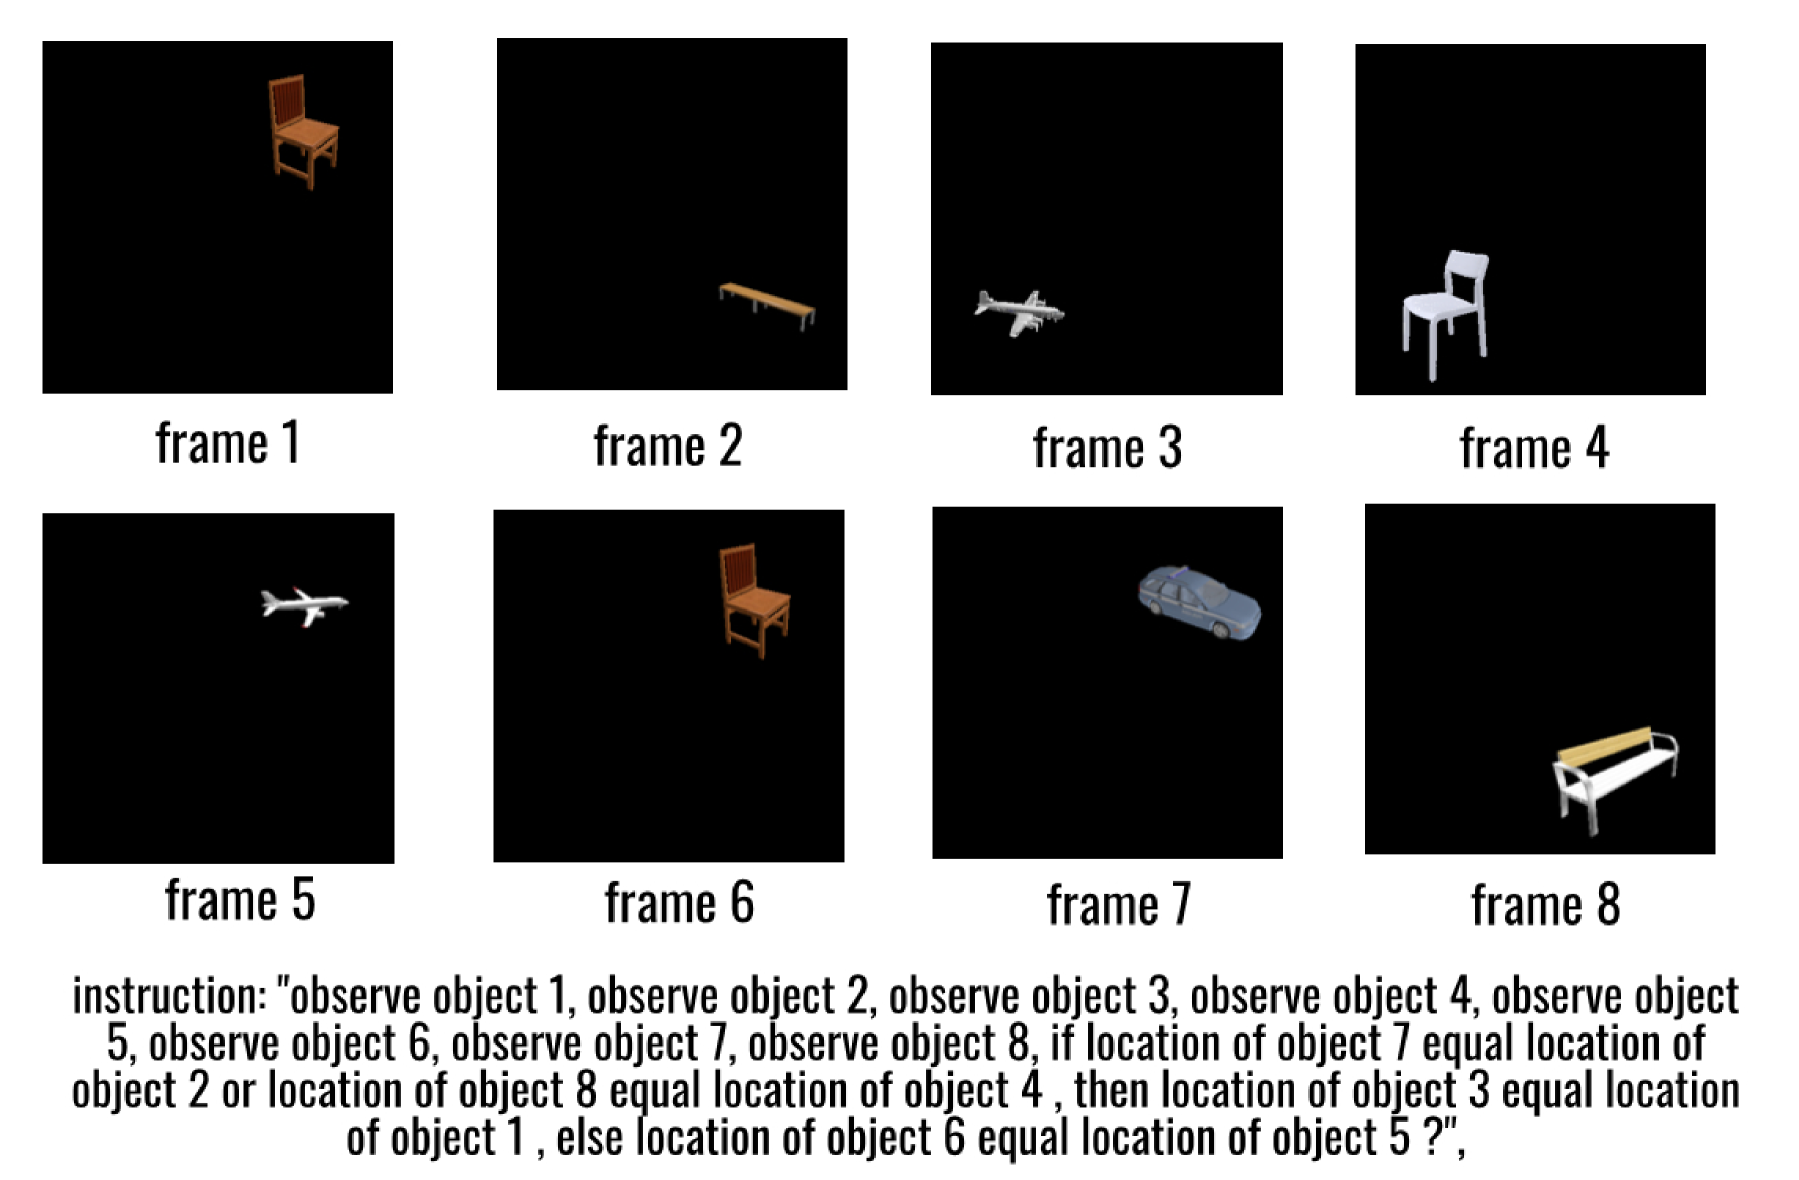 frame 1
frame 2
frame 3
frame 4
frame 5
frame 6
frame 7
frame 8
instruction: "observe object 1, observe object 2, observe object 3, observe object 4, observe object
5, observe object 6, observe object 7, observe object 8, if location of object 7 equal location of
object 2 or location of object 8 equal location of object 4 , then location of object 3 equal location
of object 1 , else location of object 6 equal location of object 5 ?",